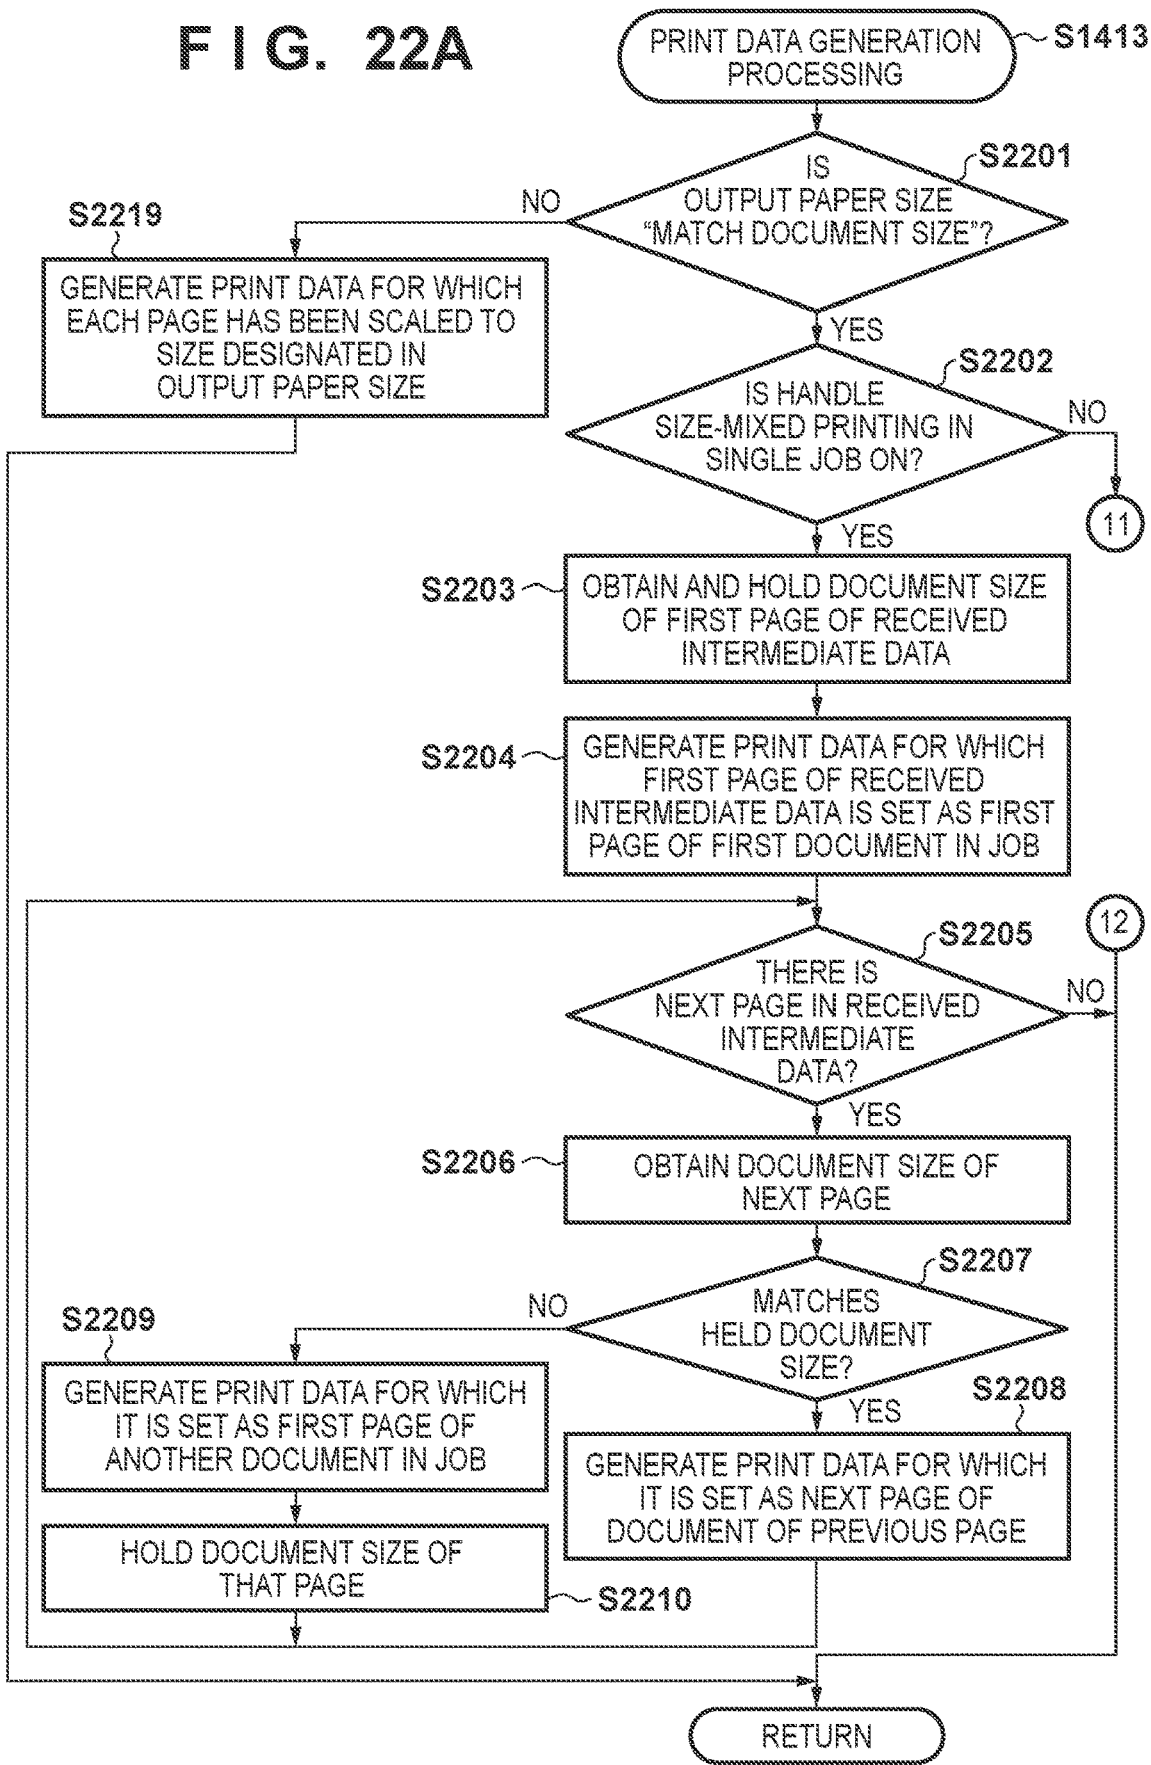 FIG. 22A
PRINT DATA GENERATION
PROCESSING
S1413
S2201
IS
OUTPUT PAPER SIZE
“MATCH DOCUMENT SIZE”?
NO
S2219
GENERATE PRINT DATA FOR WHICH
EACH PAGE HAS BEEN SCALED TO
SIZE DESIGNATED IN
OUTPUT PAPER SIZE
YES
S2202
IS HANDLE
SIZE-MIXED PRINTING IN
SINGLE JOB ON?
NO
11
YES
S2203
OBTAIN AND HOLD DOCUMENT SIZE
OF FIRST PAGE OF RECEIVED
INTERMEDIATE DATA
S2204
GENERATE PRINT DATA FOR WHICH
FIRST PAGE OF RECEIVED
INTERMEDIATE DATA IS SET AS FIRST
PAGE OF FIRST DOCUMENT IN JOB
12
S2205
THERE IS
NEXT PAGE IN RECEIVED
INTERMEDIATE
DATA?
NO
YES
S2206
OBTAIN DOCUMENT SIZE OF
NEXT PAGE
S2207
MATCHES
HELD DOCUMENT
SIZE?
NO
S2209
GENERATE PRINT DATA FOR WHICH
IT IS SET AS FIRST PAGE OF
ANOTHER DOCUMENT IN JOB
YES
S2208
GENERATE PRINT DATA FOR WHICH
IT IS SET AS NEXT PAGE OF
DOCUMENT OF PREVIOUS PAGE
HOLD DOCUMENT SIZE OF
THAT PAGE
S2210
RETURN